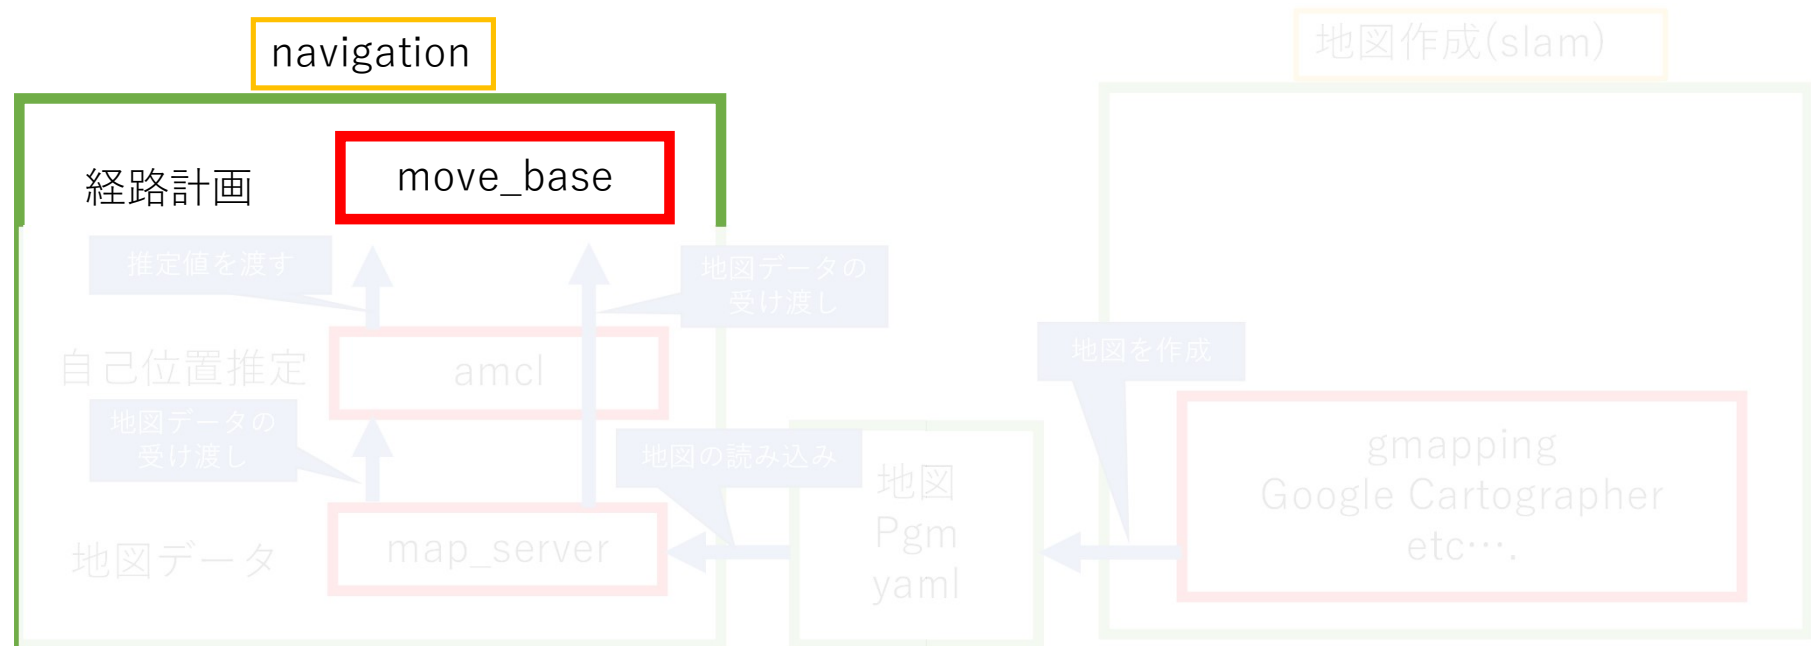 navigation
地図作成(slam)
経路計画
move_base
推定値を渡す
地図データの
受け渡し
自己位置推定
amcl
地図を作成
地図データの
受け渡し
地図の読み込み
地図
Pgm
yaml
gmapping
Google Cartographer
etc….
地図データ
map_server